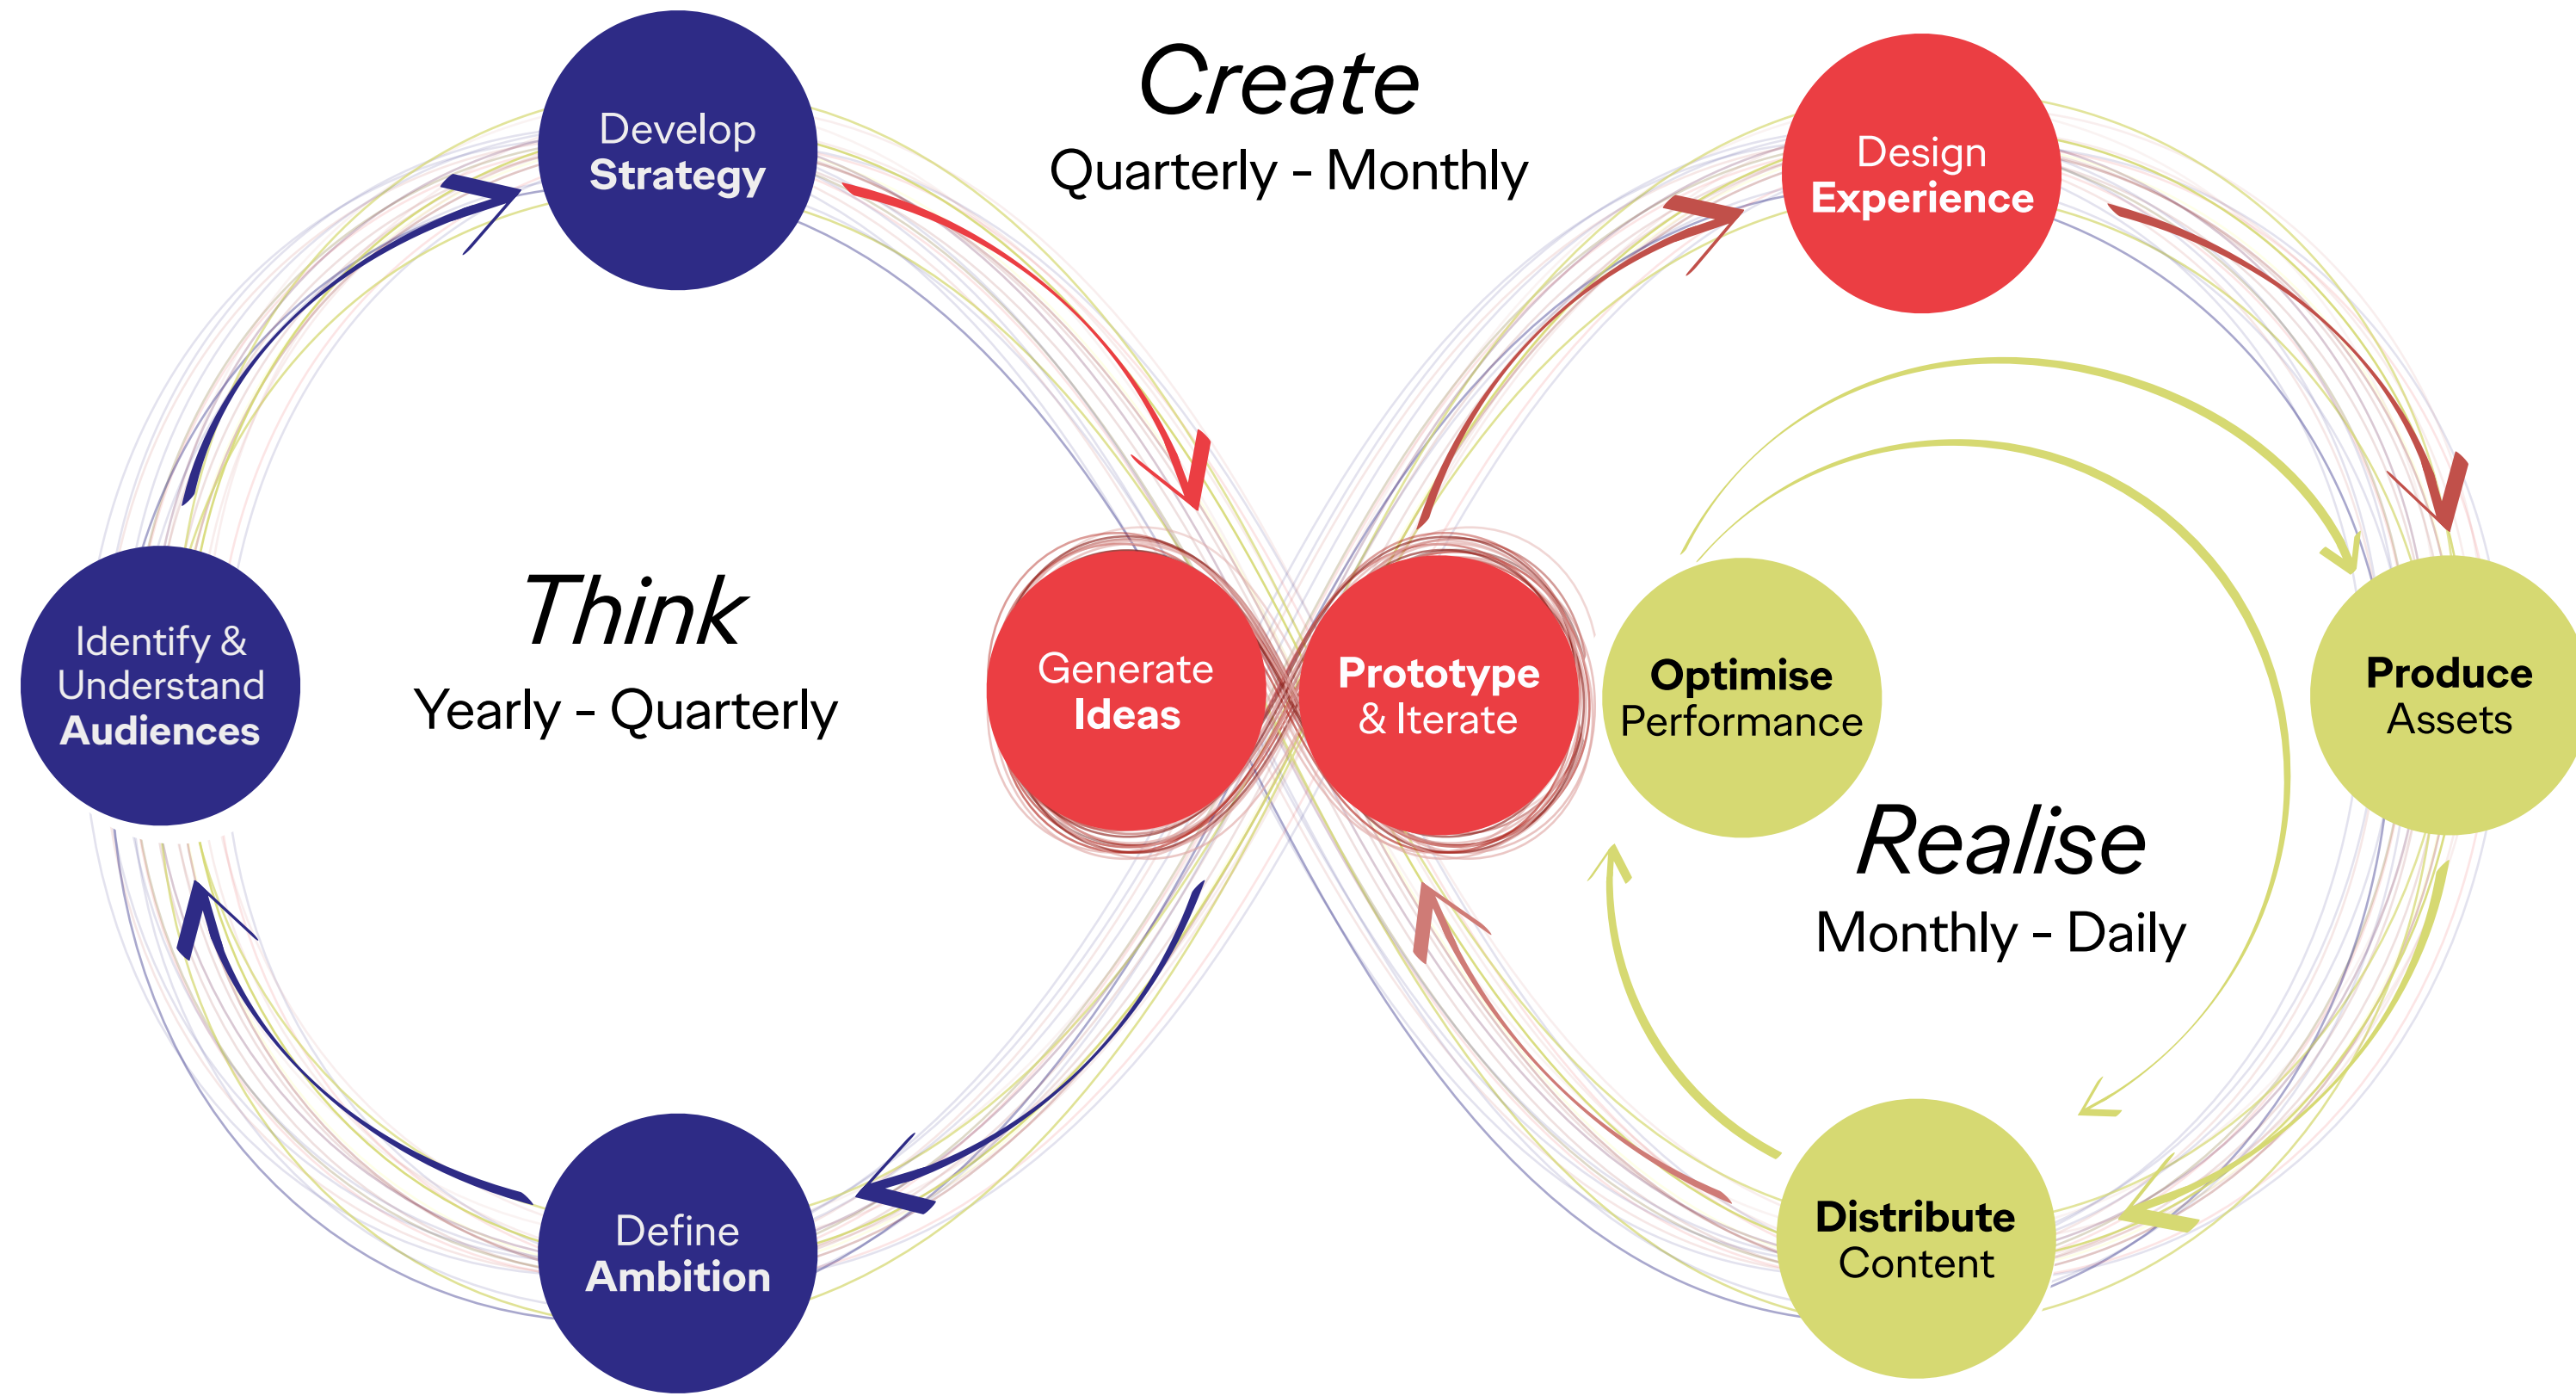 Create
Quarterly - Monthly
Develop
Strategy
Design
Experience
Think
Yearly - Quarterly
Identify &
Understand
Audiences
Generate
Ideas
Prototype
& Iterate
Optimise
Performance
Produce
Assets
Realise
Monthly - Daily
Define
Ambition
Distribute
Content